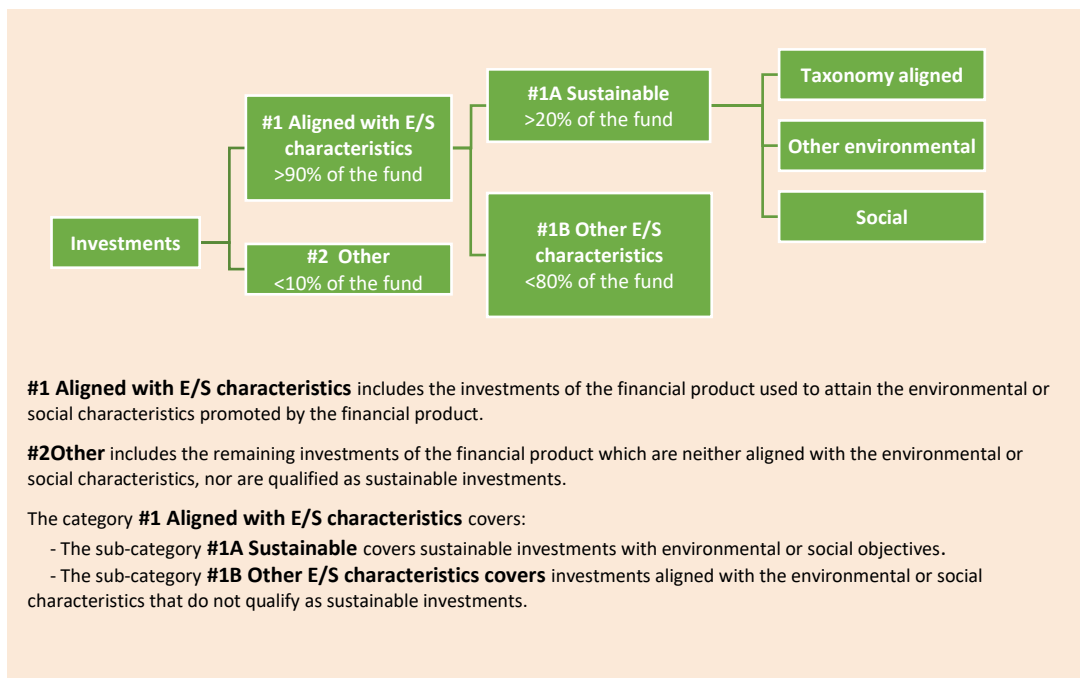 Investments
#1 Aligned with E/S
characteristics
>90% of the fund
#2  Other
<10% of the fund
#1A Sustainable
>20% of the fund
#1B Other E/S
characteristics
<80% of the fund
Taxonomy aligned
Other environmental
Social
#1 Aligned with E/S characteristics includes the investments of the financial product used to attain the environmental or
social characteristics promoted by the financial product.
#2Other includes the remaining investments of the financial product which are neither aligned with the environmental or
social characteristics, nor are qualified as sustainable investments.
The category #1 Aligned with E/S characteristics covers:
- The sub-category #1A Sustainable covers sustainable investments with environmental or social objectives.
- The sub-category #1B Other E/S characteristics covers investments aligned with the environmental or social
characteristics that do not qualify as sustainable investments.